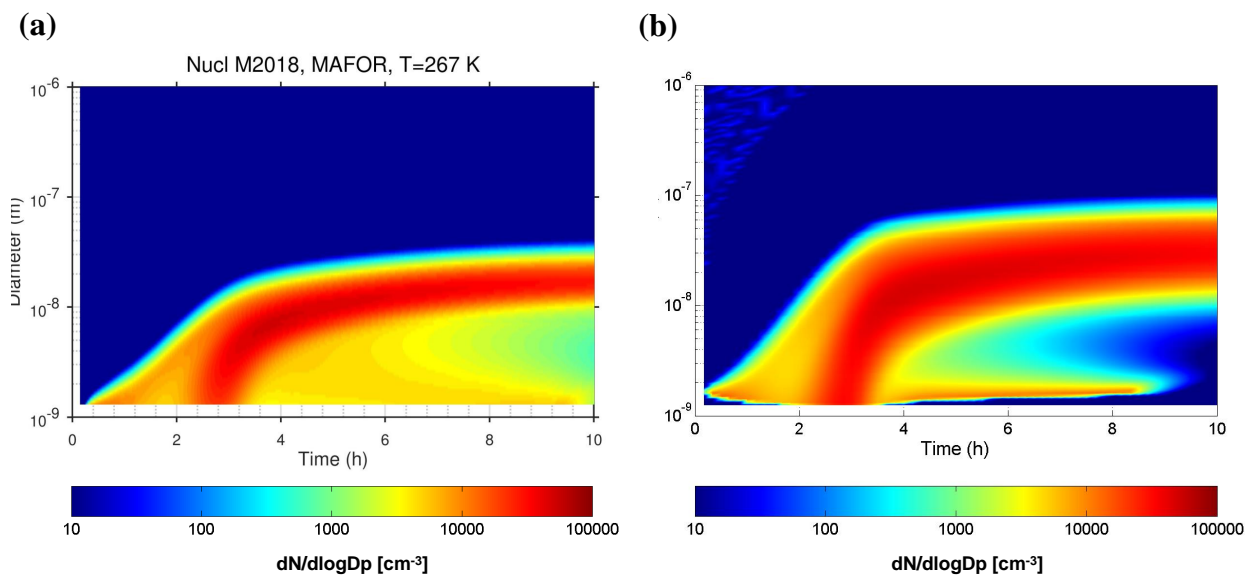 (a)
(b)
Nucl M2018, MAFOR, T=267 K
10-6
10-7
10-8
10-9
Diameter (m)
0 2 4 6 8 10
Time (h)
10 100 1000 10000 100000
dN/dlogDp [cm-3]
10-6
10-7
10-8
10-9
0 2 4 6 8 10
Time (h)
10 100 1000 10000 100000
dN/dlogDp [cm-3]